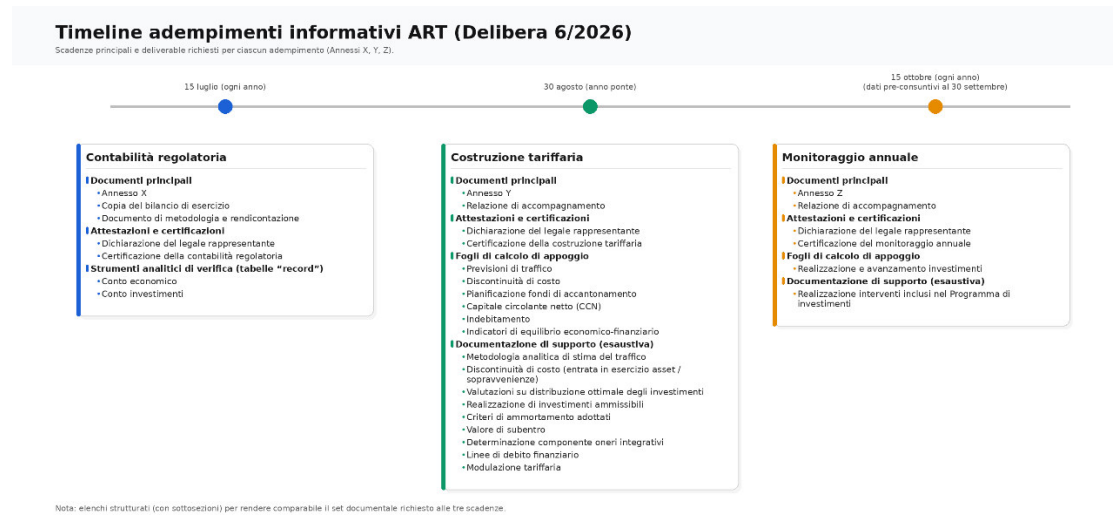 Timeline adempimenti informativi ART (Delibera 6/2026)
Scadenze principali e deliverable richiesti per ciascun adempimento (Annessi X, Y, Z).
15 luglio (ogni anno)
30 agosto (anno ponte)
15 ottobre (ogni anno)
(dati pre-consuntivi al 30 settembre)
Contabilità regolatoria
Documenti principali
•Annesso X
•Copia del bilancio di esercizio
•Documento di metodologia e rendicontazione
Attestazioni e certificazioni
•Dichiarazione del legale rappresentante
•Certificazione della contabilità regolatoria
Strumenti analitici di verifica (tabelle “record”)
•Conto economico
•Conto investimenti
Costruzione tariffaria
Documenti principali
•Annesso Y
•Relazione di accompagnamento
Attestazioni e certificazioni
•Dichiarazione del legale rappresentante
•Certificazione della costruzione tariffaria
Fogli di calcolo di appoggio
•Previsioni di traffico
•Discontinuità di costo
•Pianificazione fondi di accantonamento
•Capitale circolante netto (CCN)
•Indebitamento
•Indicatori di equilibrio economico-finanziario
Documentazione di supporto (esaustiva)
•Metodologia analitica di stima del traffico
•Discontinuità di costo (entrata in esercizio asset /
sopravvenienze)
•Valutazioni su distribuzione ottimale degli investimenti
•Realizzazione di investimenti ammissibili
•Criteri di ammortamento adottati
•Valore di subentro
•Determinazione componente oneri integrativi
•Linee di debito finanziario
•Modulazione tariffaria
Monitoraggio annuale
Documenti principali
•Annesso Z
•Relazione di accompagnamento
Attestazioni e certificazioni
•Dichiarazione del legale rappresentante
•Certificazione del monitoraggio annuale
Fogli di calcolo di appoggio
•Realizzazione e avanzamento investimenti
Documentazione di supporto (esaustiva)
•Realizzazione interventi inclusi nel Programma di
investimenti
Nota: elenchi strutturati (con sottosezioni) per rendere comparabile il set documentale richiesto alle tre scadenze.